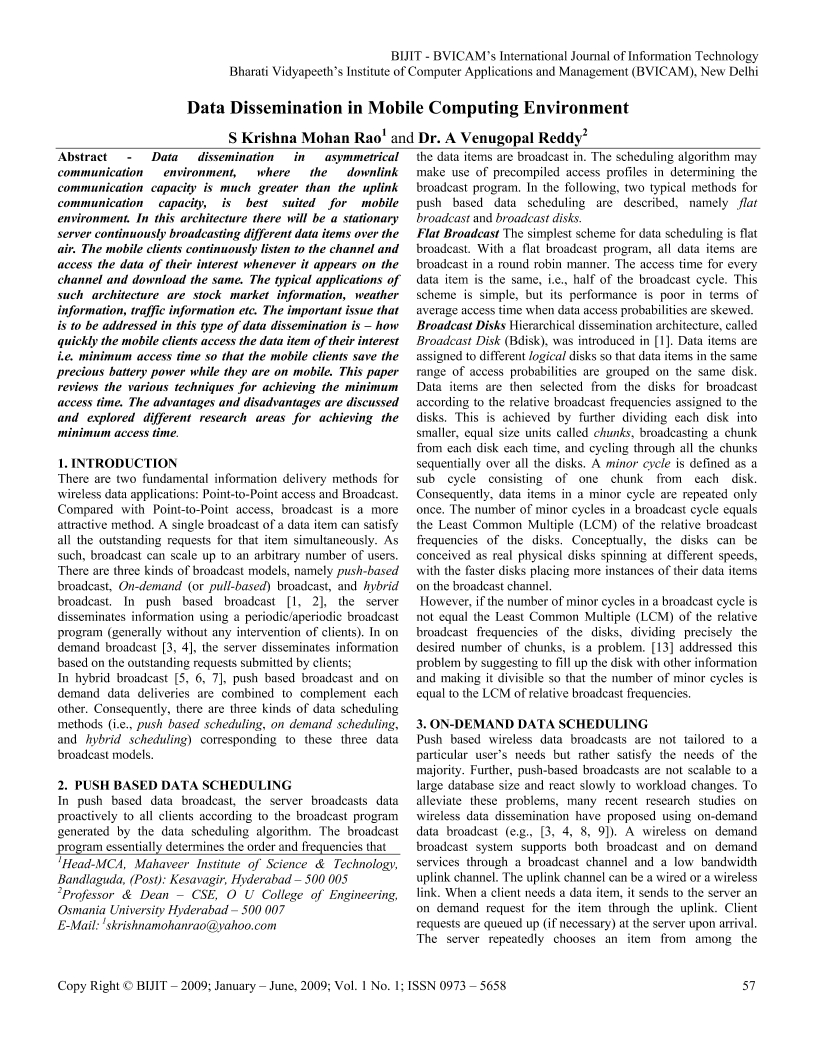 BIJIT - BVICAM's International Journal of Information Technology
Bharati Vidyapeeth's Institute of Computer Applications and Management (BVICAM), New Delhi
Data Dissemination in Mobile Computing Environment
S Krishna Mohan Rao1 and Dr. A Venugopal Reddy2
Abstract - Data dissemination in asymmetrical
communication environment, where the downlink
communication capacity is much greater than the uplink
communication capacity, is best suited for mobile
environment. In this architecture there will be a stationary
server continuously broadcasting different data items over the
air. The mobile clients continuously listen to the channel and
access the data of their interest whenever it appears on the
channel and download the same. The typical applications of
such architecture are stock market information, weather
information, traffic information etc. The important issue that
is to be addressed in this type of data dissemination is – how
quickly the mobile clients access the data item of their interest
i.e. minimum access time so that the mobile clients save the
precious battery power while they are on mobile. This paper
reviews the various techniques for achieving the minimum
access time. The advantages and disadvantages are discussed
and explored different research areas for achieving the
minimum access time.
1. INTRODUCTION
There are two fundamental information delivery methods for
wireless data applications: Point-to-Point access and Broadcast.
Compared with Point-to-Point access, broadcast is a more
attractive method. A single broadcast of a data item can satisfy
all the outstanding requests for that item simultaneously. As
such, broadcast can scale up to an arbitrary number of users.
There are three kinds of broadcast models, namely push-based
broadcast, On-demand (or pull-based) broadcast, and hybrid
broadcast. In push based broadcast [1, 2], the server
disseminates information using a periodic/aperiodic broadcast
program (generally without any intervention of clients). In on
demand broadcast [3, 4], the server disseminates information
based on the outstanding requests submitted by clients;
In hybrid broadcast [5, 6, 7], push based broadcast and on
demand data deliveries are combined to complement each
other. Consequently, there are three kinds of data scheduling
methods (i.e., push based scheduling, on demand scheduling,
and hybrid scheduling) corresponding to these three data
broadcast models.
2. PUSH BASED DATA SCHEDULING
In push based data broadcast, the server broadcasts data
proactively to all clients according to the broadcast program
generated by the data scheduling algorithm. The broadcast
program essentially determines the order and frequencies that
1Head-MCA, Mahaveer Institute of Science & Technology,
Bandlaguda, (Post): Kesavagir, Hyderabad – 500 005
2Professor & Dean – CSE, O U College of Engineering,
Osmania University Hyderabad – 500 007
E-Mail: 1skrishnamohanrao@yahoo.com
the data items are broadcast in. The scheduling algorithm may
make use of precompiled access profiles in determining the
broadcast program. In the following, two typical methods for
push based data scheduling are described, namely flat
broadcast and broadcast disks.
Flat Broadcast The simplest scheme for data scheduling is flat
broadcast. With a flat broadcast program, all data items are
broadcast in a round robin manner. The access time for every
data item is the same, i.e., half of the broadcast cycle. This
scheme is simple, but its performance is poor in terms of
average access time when data access probabilities are skewed.
Broadcast Disks Hierarchical dissemination architecture, called
Broadcast Disk (Bdisk), was introduced in [1]. Data items are
assigned to different logical disks so that data items in the same
range of access probabilities are grouped on the same disk.
Data items are then selected from the disks for broadcast
according to the relative broadcast frequencies assigned to the
disks. This is achieved by further dividing each disk into
smaller, equal size units called chunks, broadcasting a chunk
from each disk each time, and cycling through all the chunks
sequentially over all the disks. A minor cycle is defined as a
sub cycle consisting of one chunk from each disk.
Consequently, data items in a minor cycle are repeated only
once. The number of minor cycles in a broadcast cycle equals
the Least Common Multiple (LCM) of the relative broadcast
frequencies of the disks. Conceptually, the disks can be
conceived as real physical disks spinning at different speeds,
with the faster disks placing more instances of their data items
on the broadcast channel.
However, if the number of minor cycles in a broadcast cycle is
not equal the Least Common Multiple (LCM) of the relative
broadcast frequencies of the disks, dividing precisely the
desired number of chunks, is a problem. [13] addressed this
problem by suggesting to fill up the disk with other information
and making it divisible so that the number of minor cycles is
equal to the LCM of relative broadcast frequencies.
3. ON-DEMAND DATA SCHEDULING
Push based wireless data broadcasts are not tailored to a
particular user's needs but rather satisfy the needs of the
majority. Further, push-based broadcasts are not scalable to a
large database size and react slowly to workload changes. To
alleviate these problems, many recent research studies on
wireless data dissemination have proposed using on-demand
data broadcast (e.g., [3, 4, 8, 9]). A wireless on demand
broadcast system supports both broadcast and on demand
services through a broadcast channel and a low bandwidth
uplink channel. The uplink channel can be a wired or a wireless
link. When a client needs a data item, it sends to the server an
on demand request for the item through the uplink. Client
requests are queued up (if necessary) at the server upon arrival.
The server repeatedly chooses an item from among the
Copy Right © BIJIT – 2009; January – June, 2009; Vol. 1 No. 1; ISSN 0973 – 5658 57